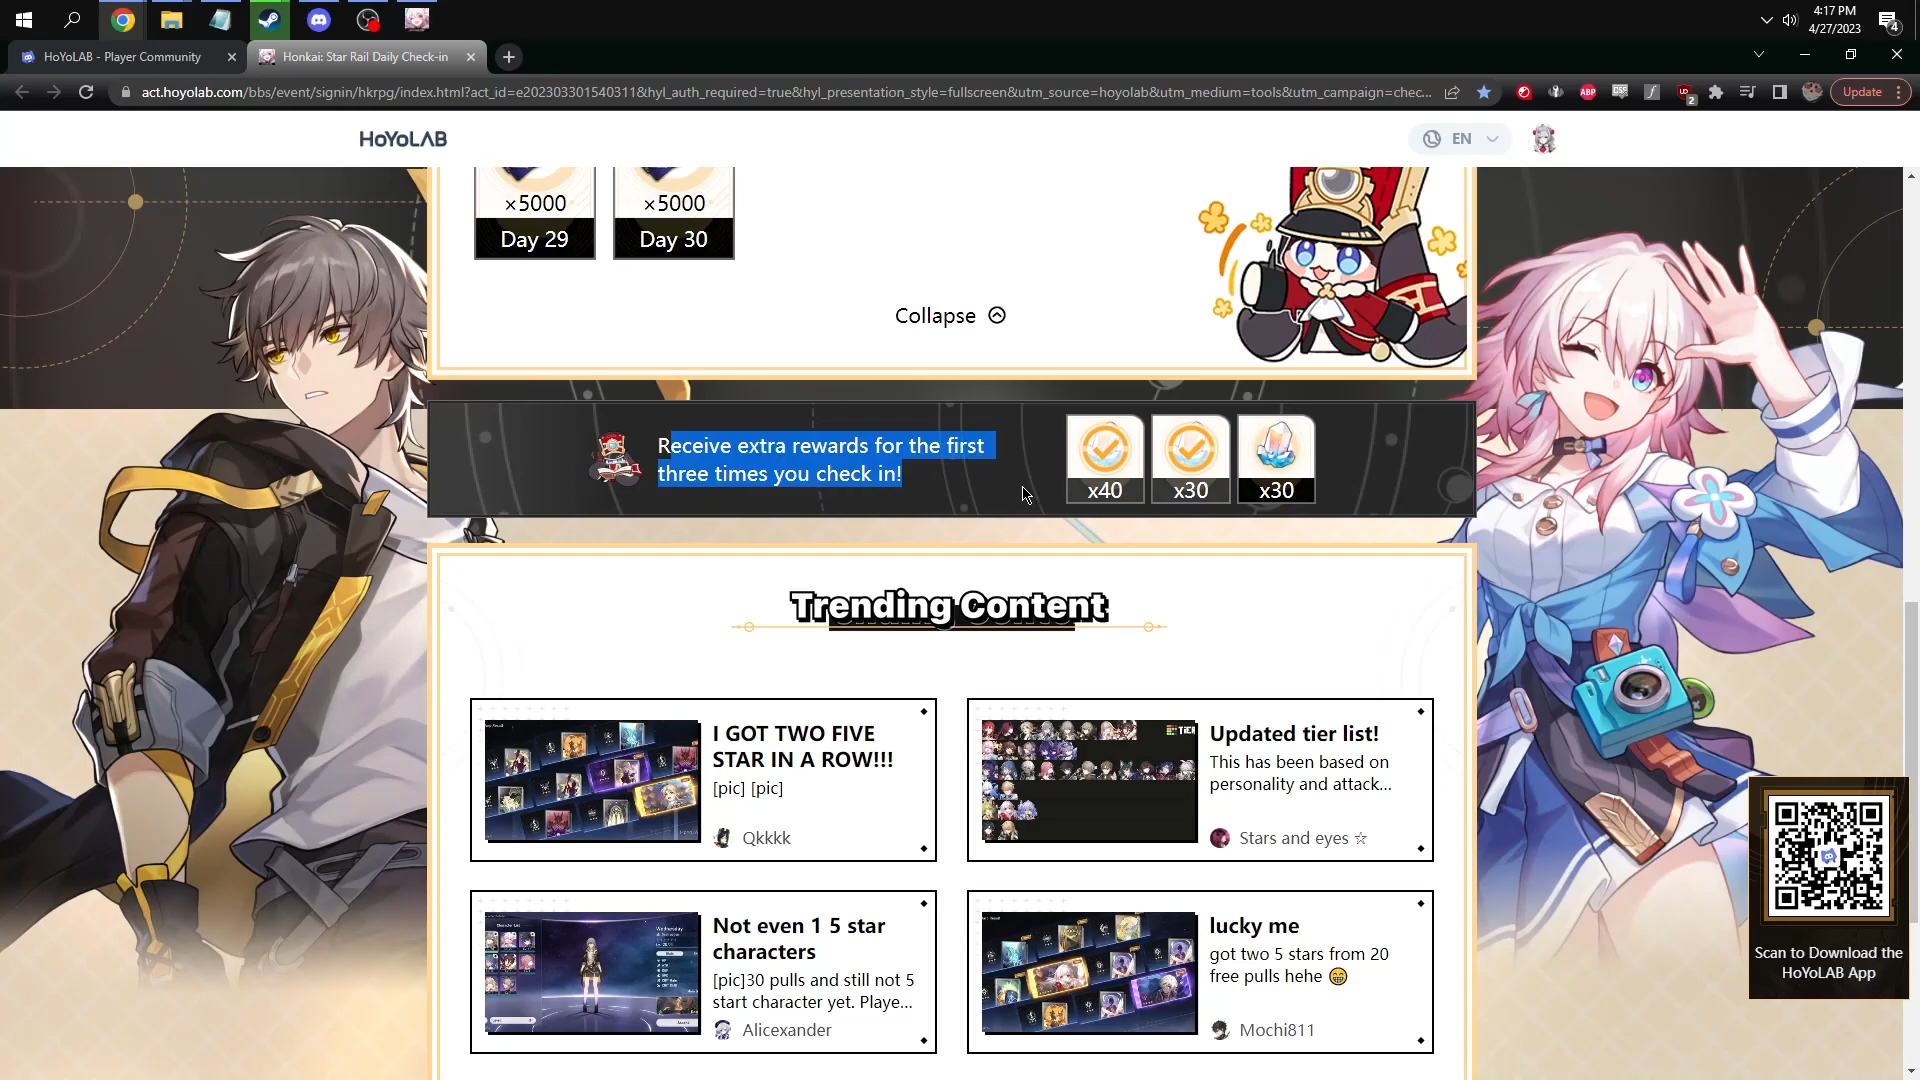 4:17 PM
4/27/2023
4
HoYoLAB - Player Community
Honkai: Star Rail Daily Check-in
act.hoyolab.com/bbs/event/signin/hkrpg/index.html?act_id=e202303301540311&hyl_auth_required=true&hyl_presentation_style=fullscreen&utm_source=hoyolab&utm_medium=tools&utm_campaign=chec...
ABP
2
Update
HoYoLAB
EN
×5000
×5000
Day 29
Day 30
Collapse
Receive extra rewards for the first
three times you check in!
x40
x30
x30
Trending Content
I GOT TWO FIVE
STAR IN A ROW!!!
[pic] [pic]
Qkkkk
Updated tier list!
This has been based on
personality and attack...
Stars and eyes ☆
Not even 1 5 star
characters
[pic]30 pulls and still not 5
start character yet. Playe...
Alicexander
lucky me
got two 5 stars from 20
free pulls hehe 😁
Mochi811
Scan to Download the
HoYoLAB App